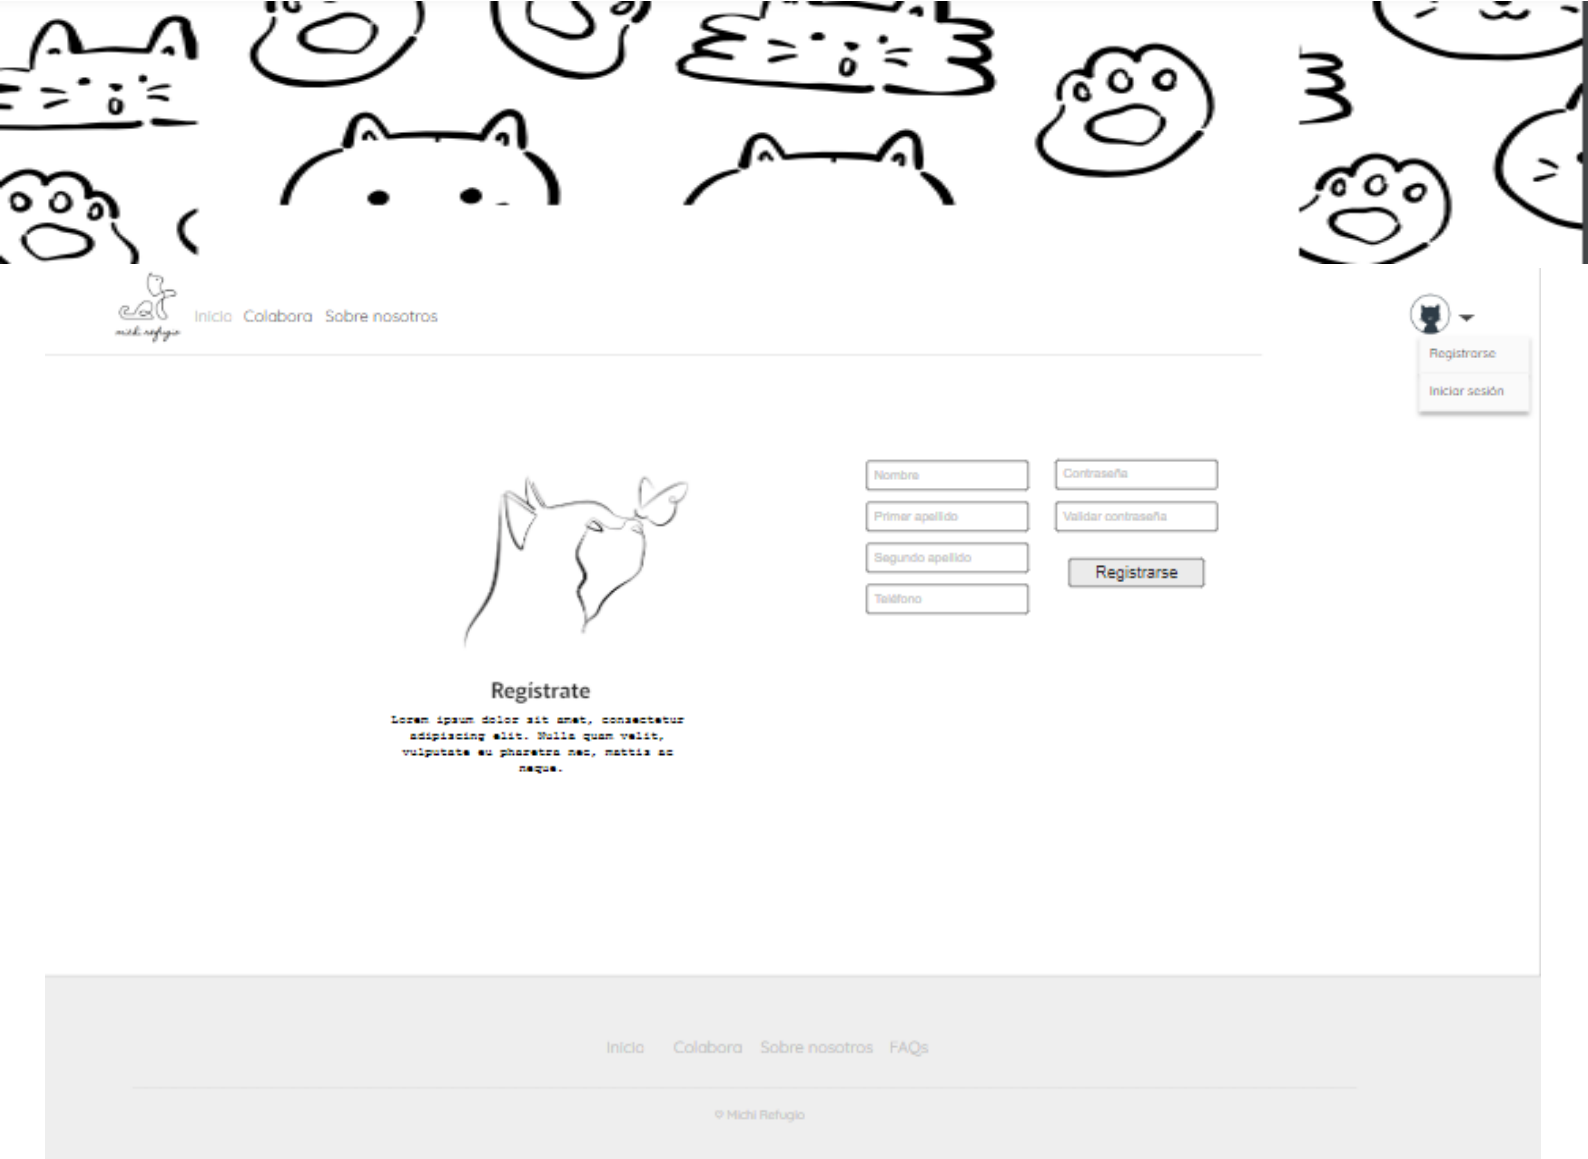 michi refugio
Inicio Colabora Sobre nosotros
Registrarse
Iniciar sesión
Nombre
Contraseña
Primer apellido
Validar contraseña
Segundo apellido
Registrarse
Teléfono
Regístrate
Lorem ipsum dolor sit amet, consectetur
adipiscing elit. Nulla quam velit,
vulputate eu pharetra nec, mattis ac
neque.
Inicio Colabora Sobre nosotros FAQs
♡ Michi Refugio